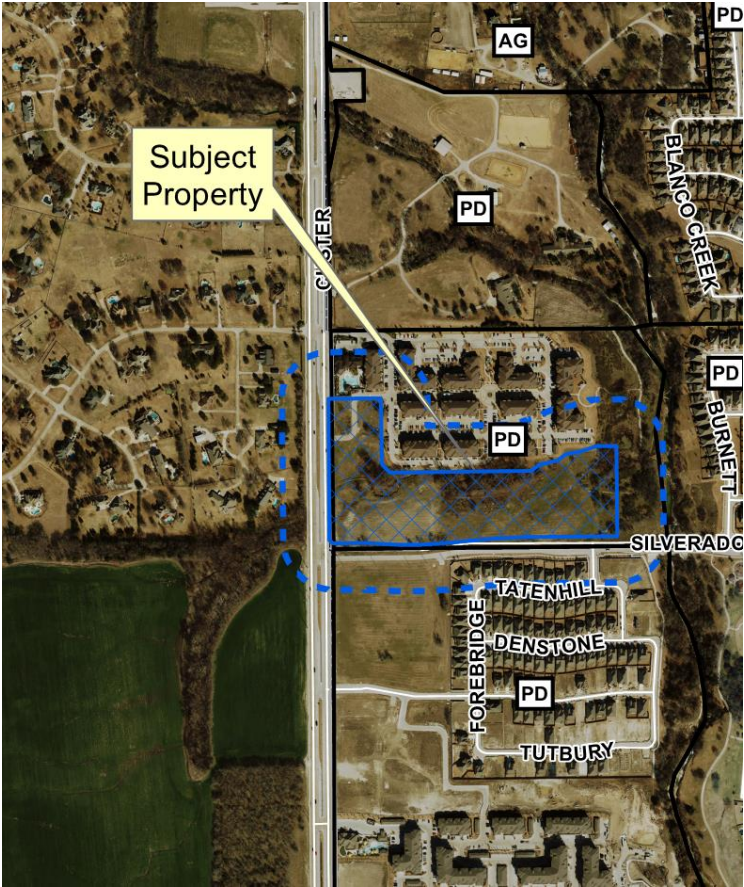 PD
AG
Subject
Property
BLANCO CREEK
PD
CUSTER
PD
BURNETT
PD
SILVERADO
TATENHILL
FOREBRIDGE
DENSTONE
PD
TUTBURY